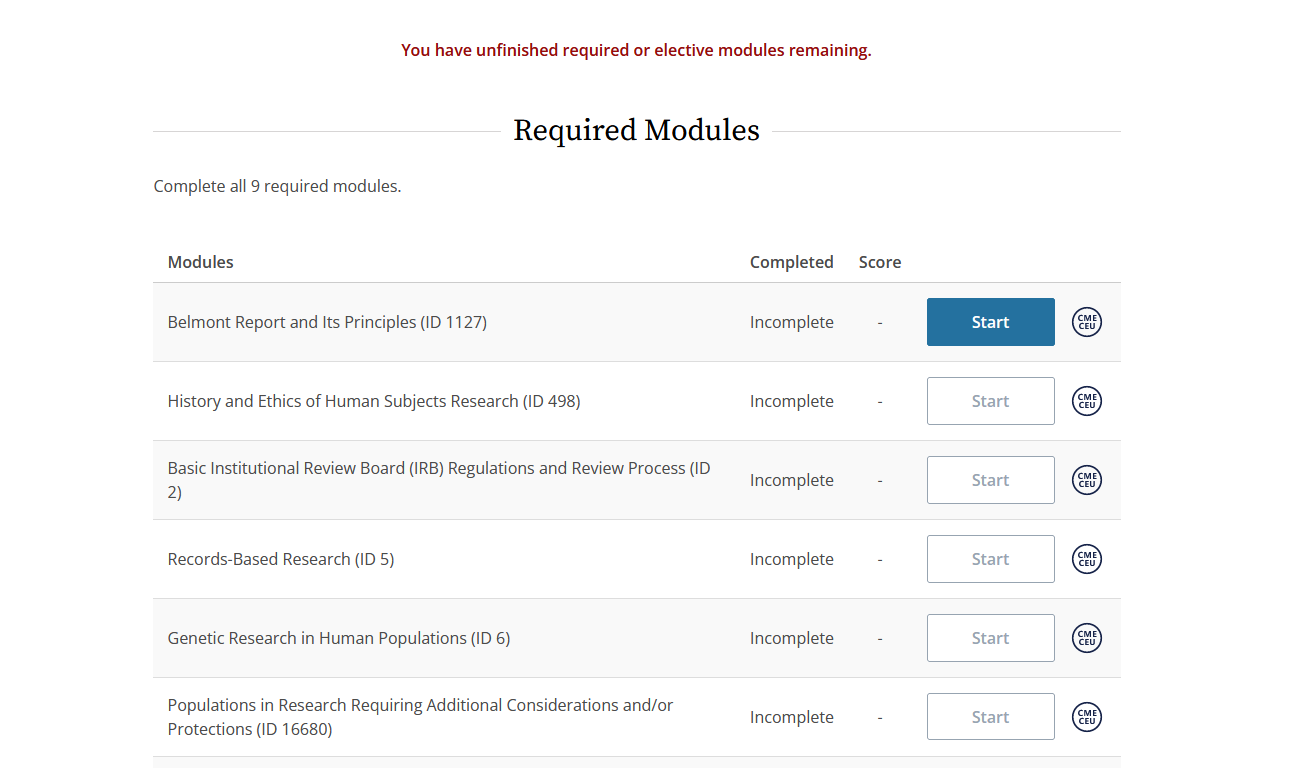 You have unfinished required or elective modules remaining.
Required Modules
Complete all 9 required modules.
Modules Completed Score
Belmont Report and Its Principles (ID 1127) Incomplete - Start CME CEU
History and Ethics of Human Subjects Research (ID 498) Incomplete - Start CME CEU
Basic Institutional Review Board (IRB) Regulations and Review Process (ID
2) Incomplete - Start CME CEU
Records-Based Research (ID 5) Incomplete - Start CME CEU
Genetic Research in Human Populations (ID 6) Incomplete - Start CME CEU
Populations in Research Requiring Additional Considerations and/or
Protections (ID 16680) Incomplete - Start CME CEU